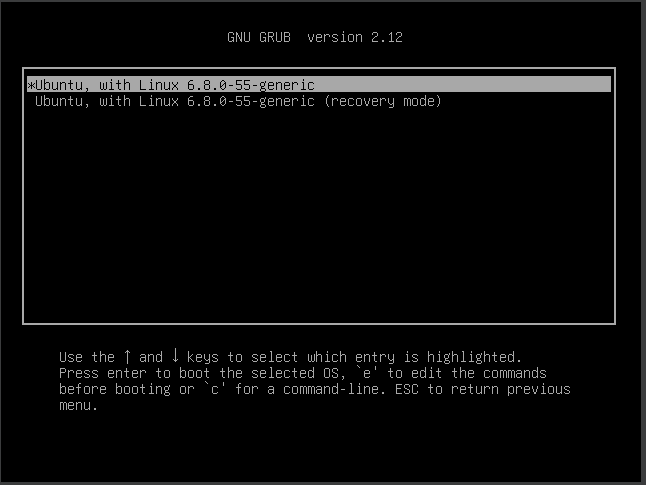 GNU GRUB  version 2.12
*Ubuntu, with Linux 6.8.0-55-generic
Ubuntu, with Linux 6.8.0-55-generic (recovery mode)
Use the ↑ and ↓ keys to select which entry is highlighted.
Press enter to boot the selected OS, `e' to edit the commands
before booting or `c' for a command-line. ESC to return previous
menu.